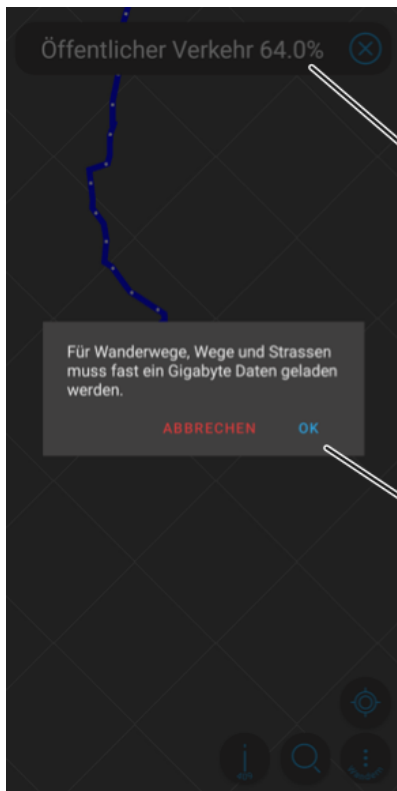 Öffentlicher Verkehr 64.0%
Für Wanderwege, Wege und Strassen
muss fast ein Gigabyte Daten geladen
werden.
ABBRECHEN OK